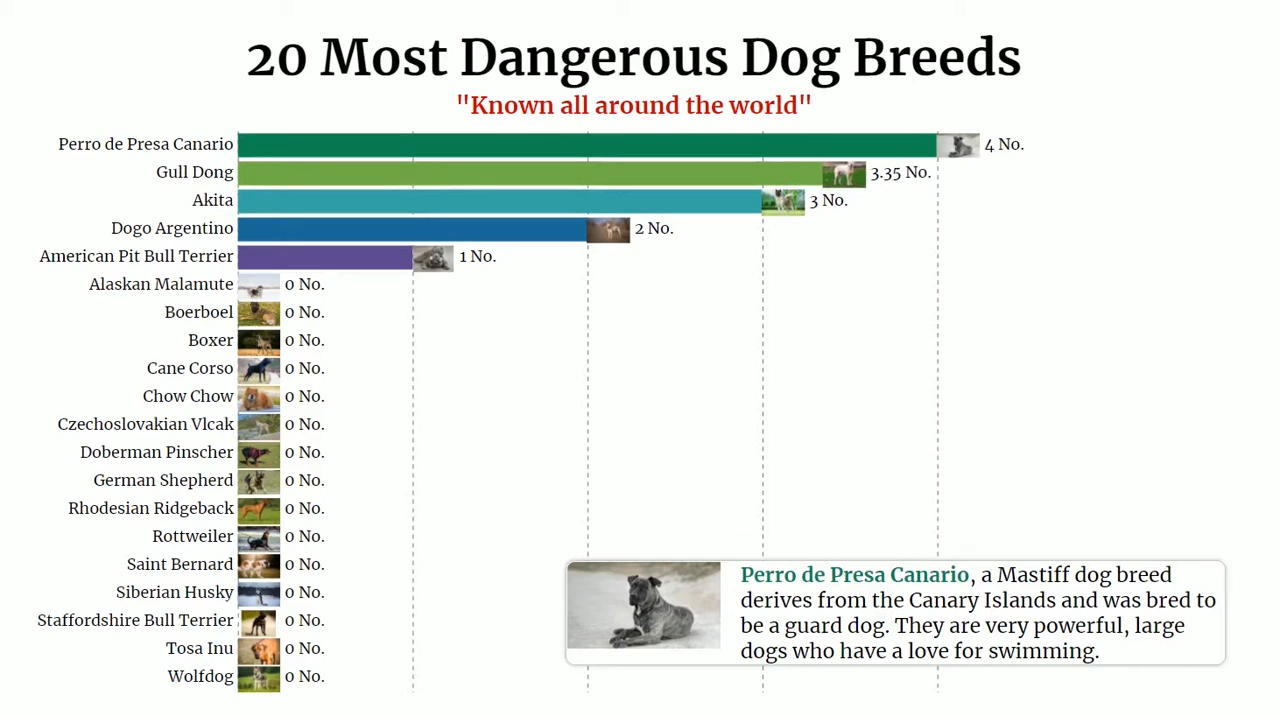 20 Most Dangerous Dog Breeds
"Known all around the world"
Perro de Presa Canario 4 No.
Gull Dong 3.35 No.
Akita 3 No.
Dogo Argentino 2 No.
American Pit Bull Terrier 1 No.
Alaskan Malamute 0 No.
Boerboel 0 No.
Boxer 0 No.
Cane Corso 0 No.
Chow Chow 0 No.
Czechoslovakian Vlcak 0 No.
Doberman Pinscher 0 No.
German Shepherd 0 No.
Rhodesian Ridgeback 0 No.
Rottweiler 0 No.
Saint Bernard 0 No.
Siberian Husky 0 No.
Staffordshire Bull Terrier 0 No.
Tosa Inu 0 No.
Wolfdog 0 No.
Perro de Presa Canario, a Mastiff dog breed
derives from the Canary Islands and was bred to
be a guard dog. They are very powerful, large
dogs who have a love for swimming.